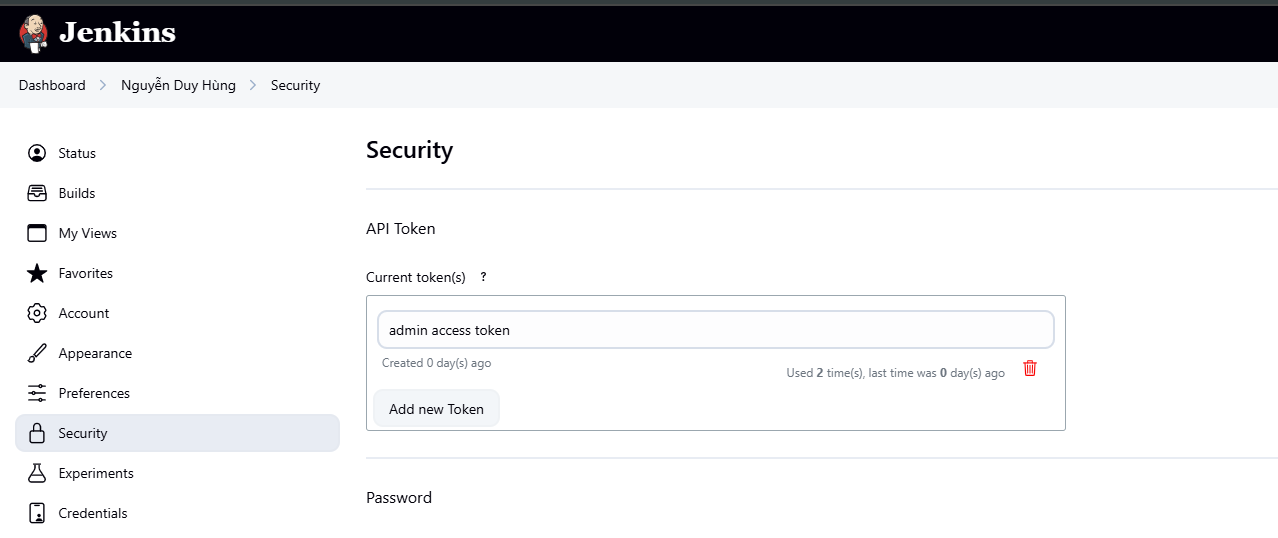 Jenkins
Dashboard Nguyễn Duy Hùng Security
Status
Builds
My Views
Favorites
Account
Appearance
Preferences
Security
Experiments
Credentials
Security
API Token
Current token(s) ?
admin access token
Created 0 day(s) ago
Used 2 time(s), last time was 0 day(s) ago
Add new Token
Password